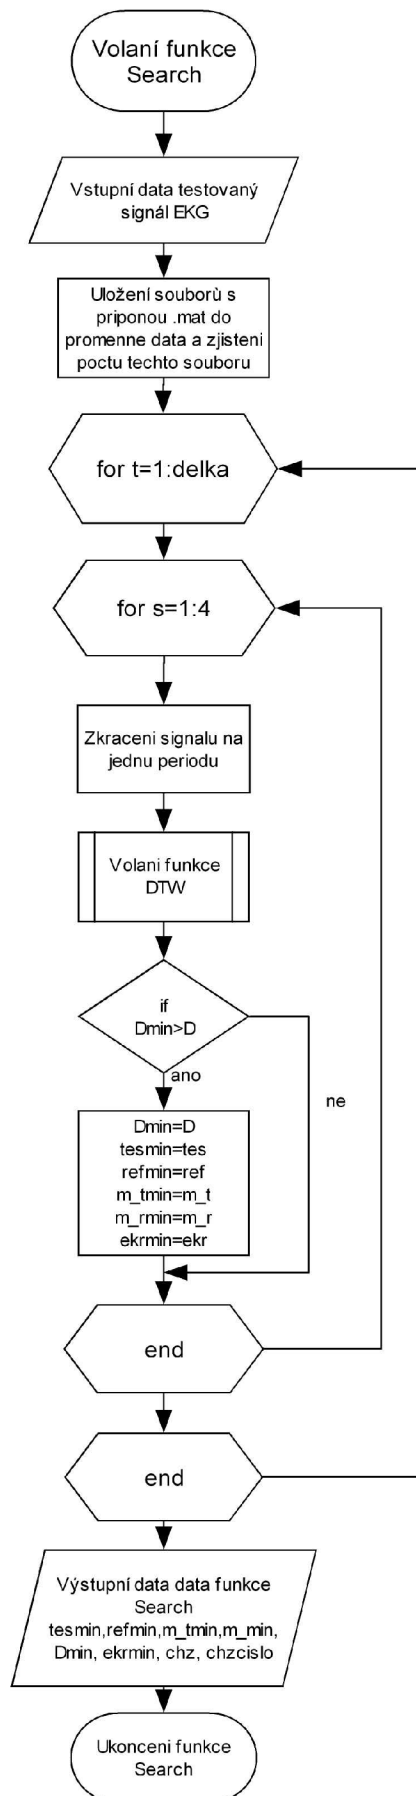 Volaní funkce
Search
Vstupní data testovaný
signál EKG
Uložení souborù s
priponou .mat do
promenne data a zjisteni
poctu techto souboru
for t=1:delka
for s=1:4
Zkraceni signalu na
jednu periodu
Volani funkce
DTW
if
Dmin>D
ano
ne
Dmin=D
tesmin=tes
refmin=ref
m_tmin=m_t
m_rmin=m_r
ekrmin=ekr
end
end
Výstupní data data funkce
Search
tesmin,refmin,m_tmin,m_min,
Dmin, ekrmin, chz, chzcislo
Ukonceni funkce
Search